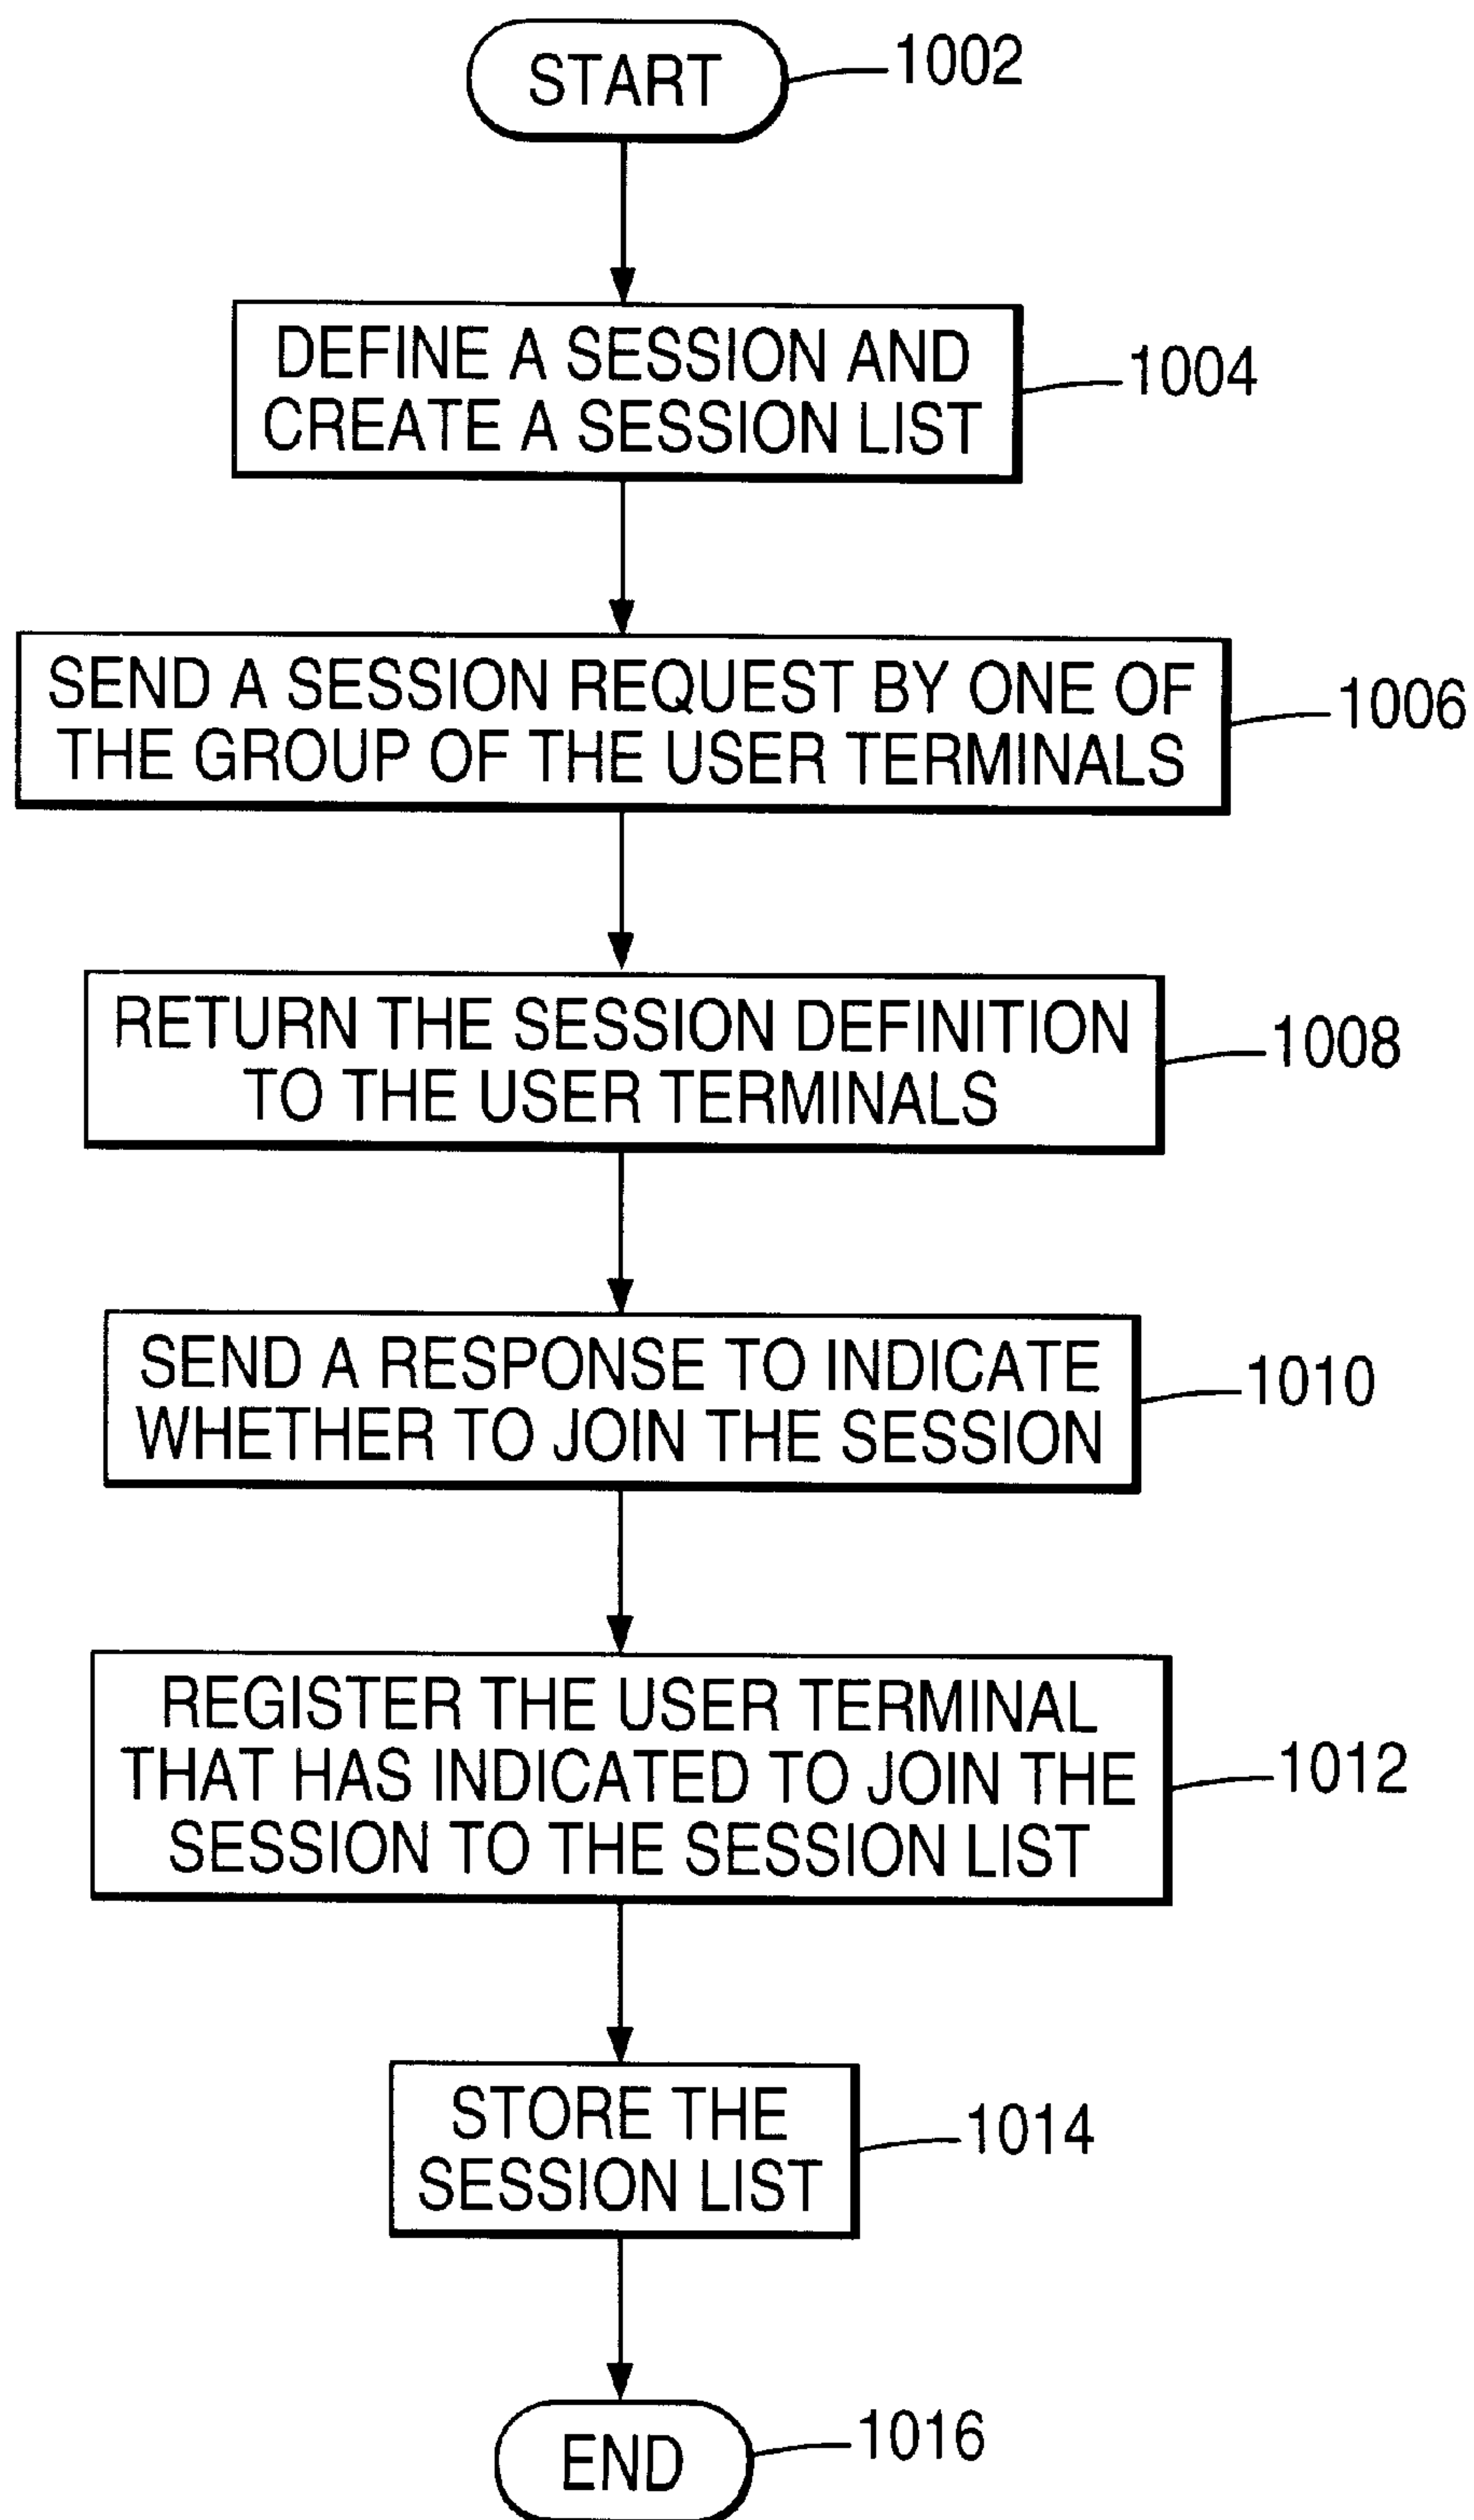 START
1002
DEFINE A SESSION AND
CREATE A SESSION LIST
1004
SEND A SESSION REQUEST BY ONE OF
THE GROUP OF THE USER TERMINALS
1006
RETURN THE SESSION DEFINITION
TO THE USER TERMINALS
1008
SEND A RESPONSE TO INDICATE
WHETHER TO JOIN THE SESSION
1010
REGISTER THE USER TERMINAL
THAT HAS INDICATED TO JOIN THE
SESSION TO THE SESSION LIST
1012
STORE THE
SESSION LIST
1014
END
1016